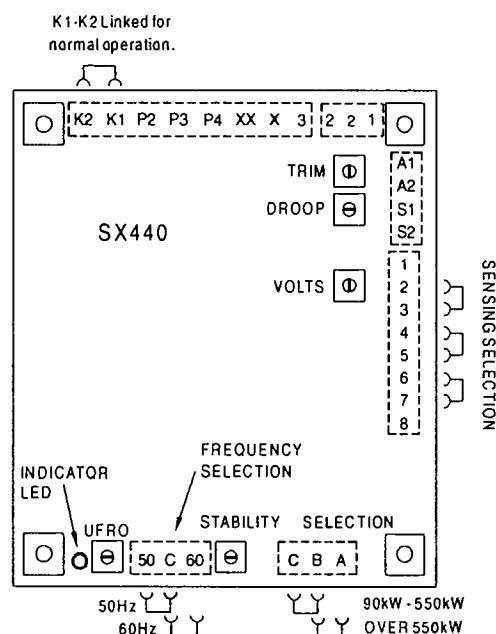 K1-K2 Linked for
normal operation.
K2 K1 P2 P3 P4 XX X 3 2 2 1
TRIM
DROOP
A1
A2
S1
S2
SX440
VOLTS
1
2
3
4
5
6
7
8
SENSING SELECTION
FREQUENCY
SELECTION
INDICATOR
LED
UFRO
STABILITY SELECTION
50 C 60
C B A
50Hz
60Hz
90kW - 550kW
OVER 550kW